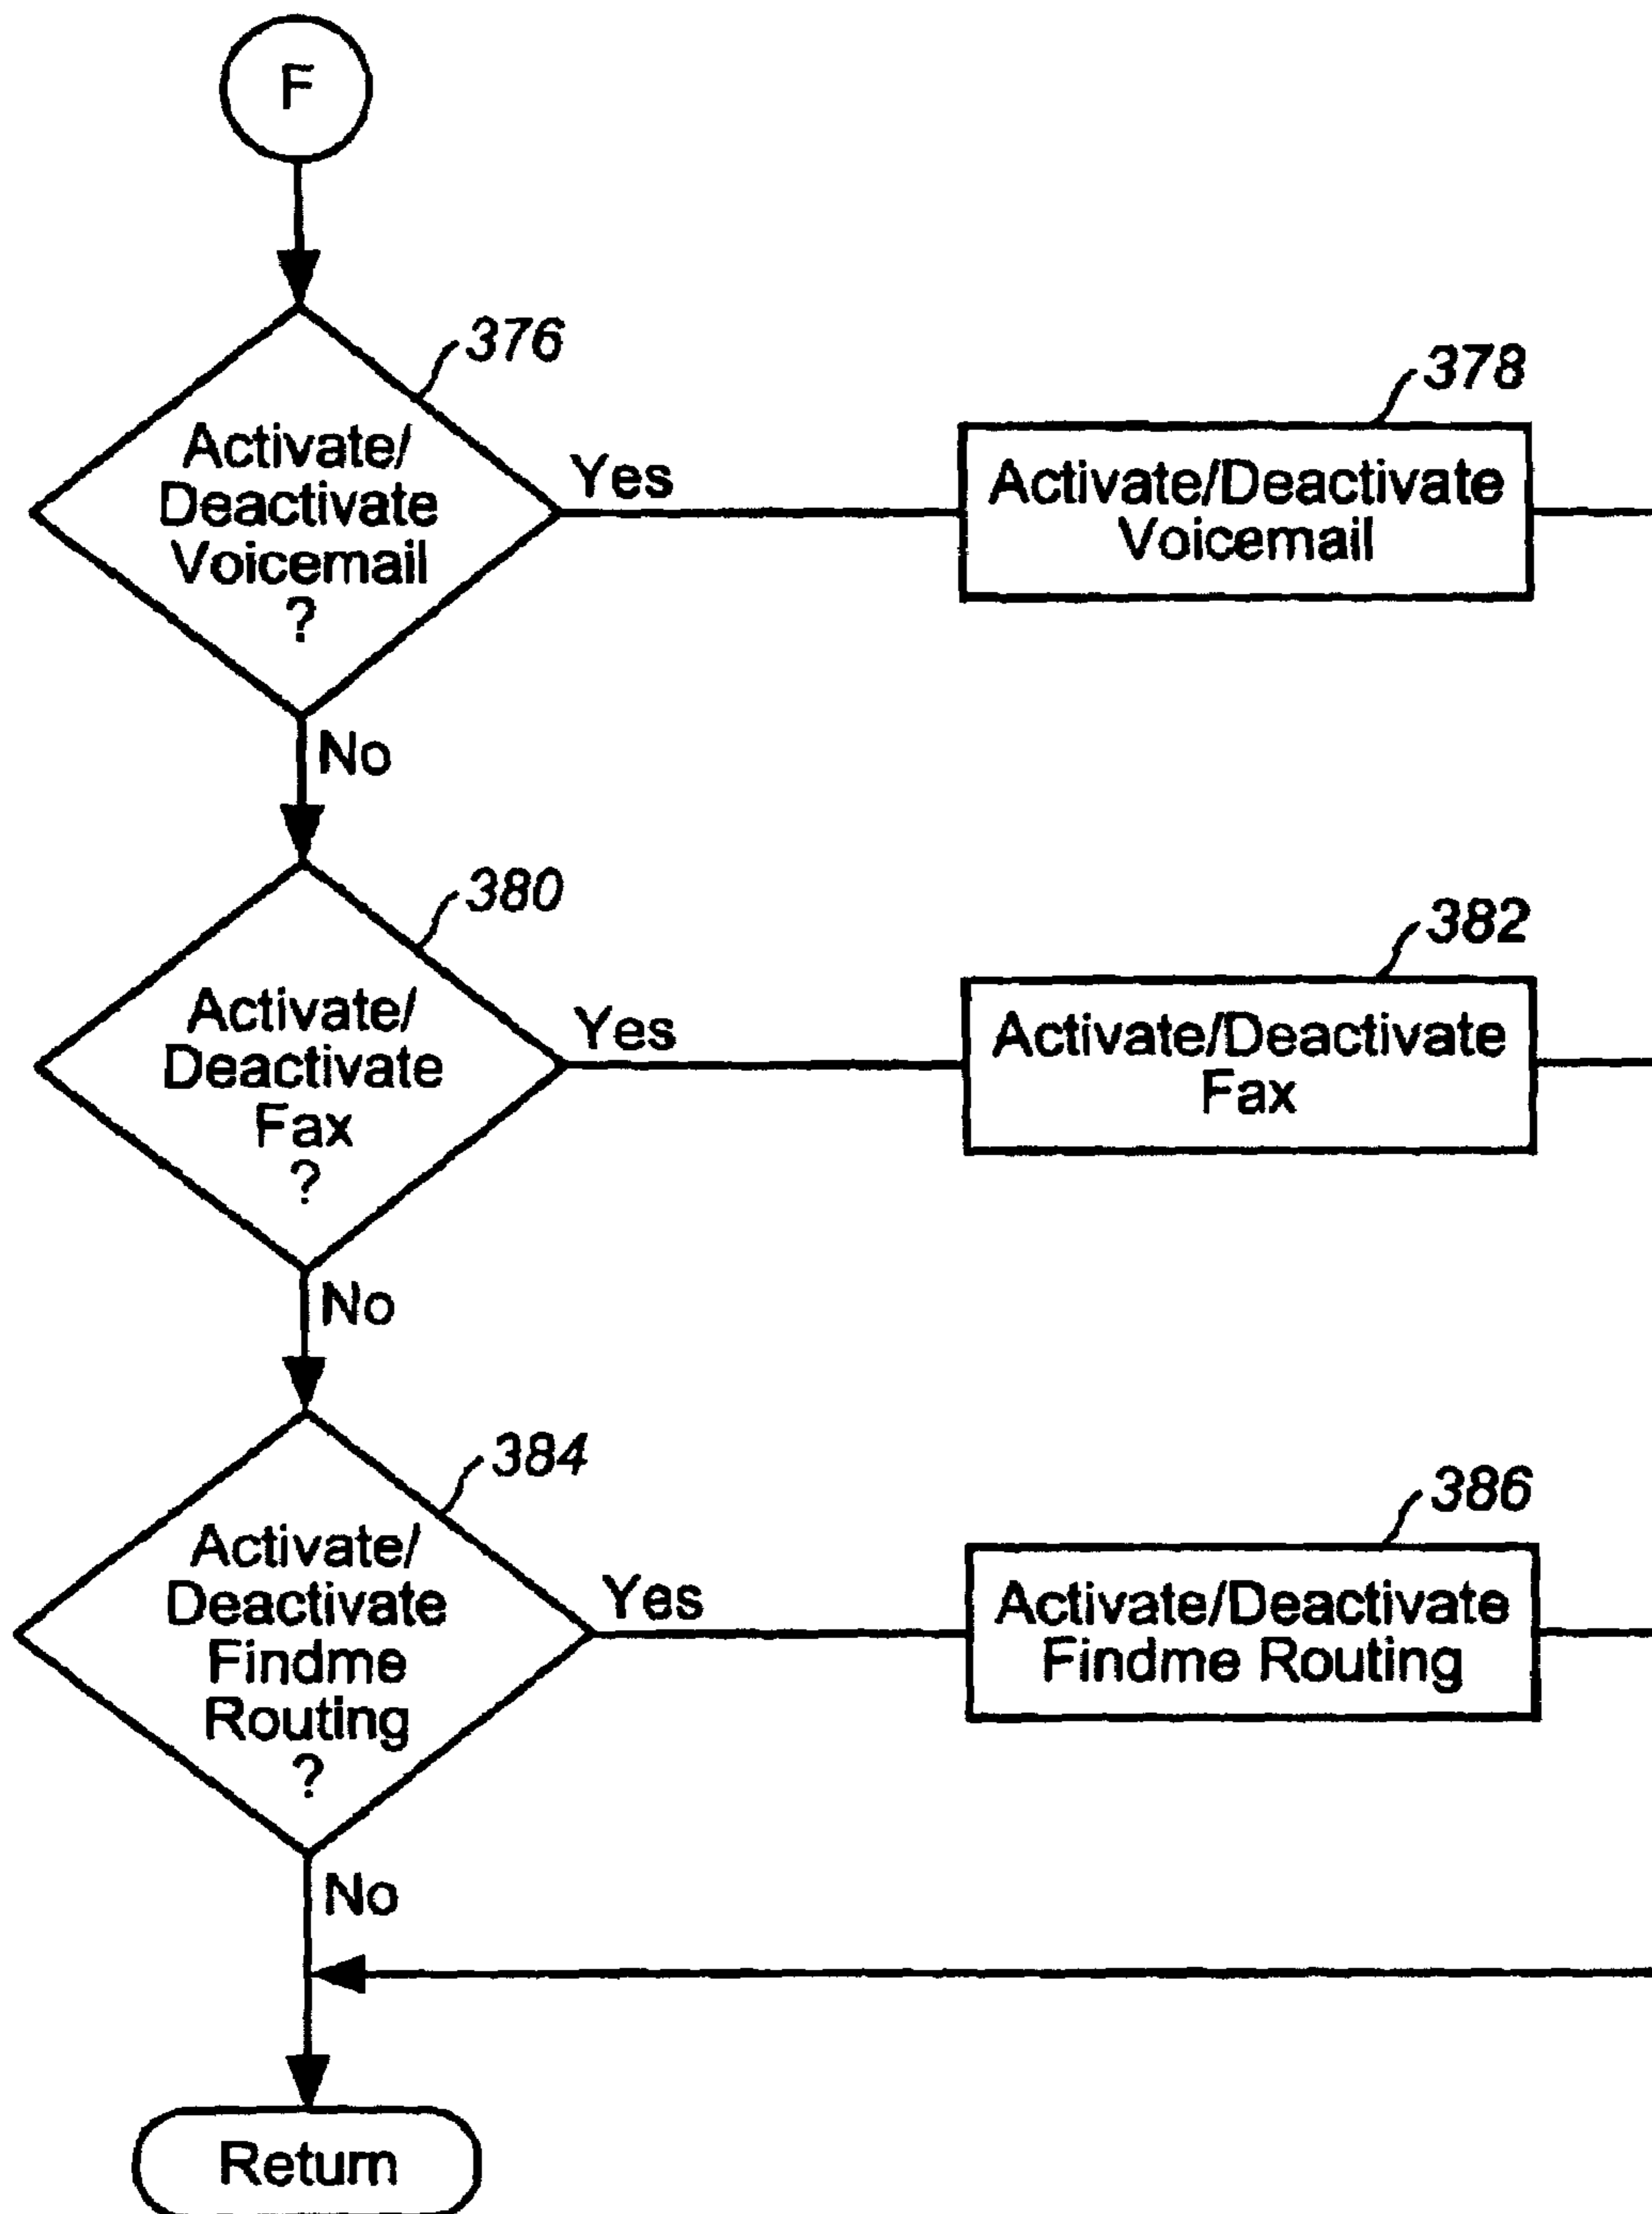 F
376
Activate/
Deactivate
Voicemail
?
Yes
378
Activate/Deactivate
Voicemail
No
380
Activate/
Deactivate
Fax
?
Yes
382
Activate/Deactivate
Fax
No
384
Activate/
Deactivate
Findme
Routing
?
Yes
386
Activate/Deactivate
Findme Routing
No
Return